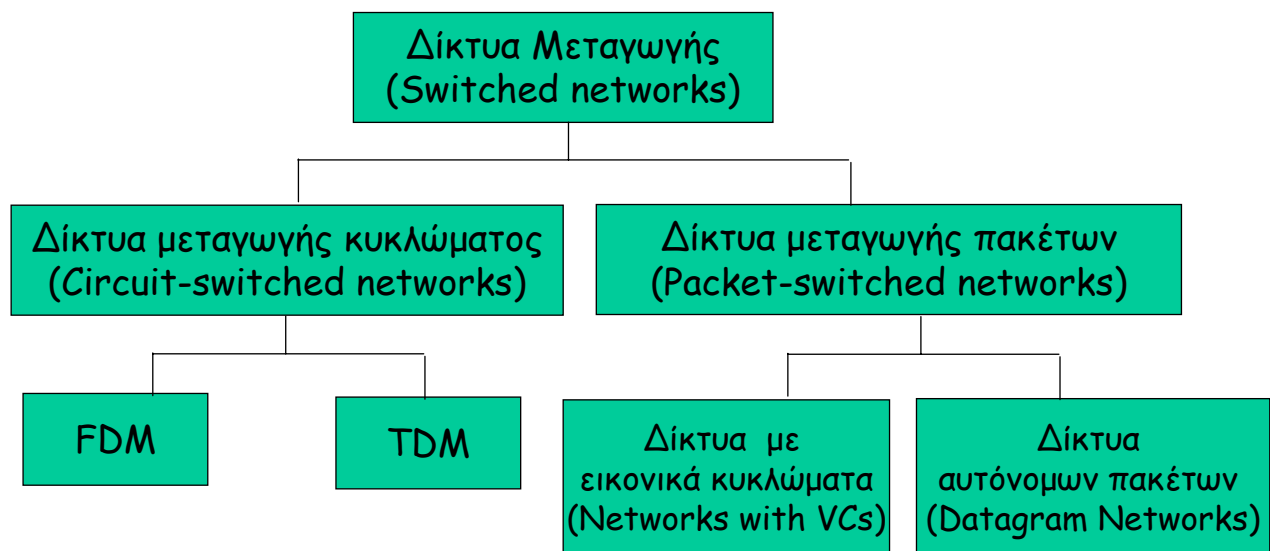 Δίκτυα Μεταγωγής
(Switched networks)
Δίκτυα μεταγωγής κυκλώματος
(Circuit-switched networks)
Δίκτυα μεταγωγής πακέτων
(Packet-switched networks)
FDM
TDM
Δίκτυα με
εικονικά κυκλώματα
(Networks with VCs)
Δίκτυα
αυτόνομων πακέτων
(Datagram Networks)